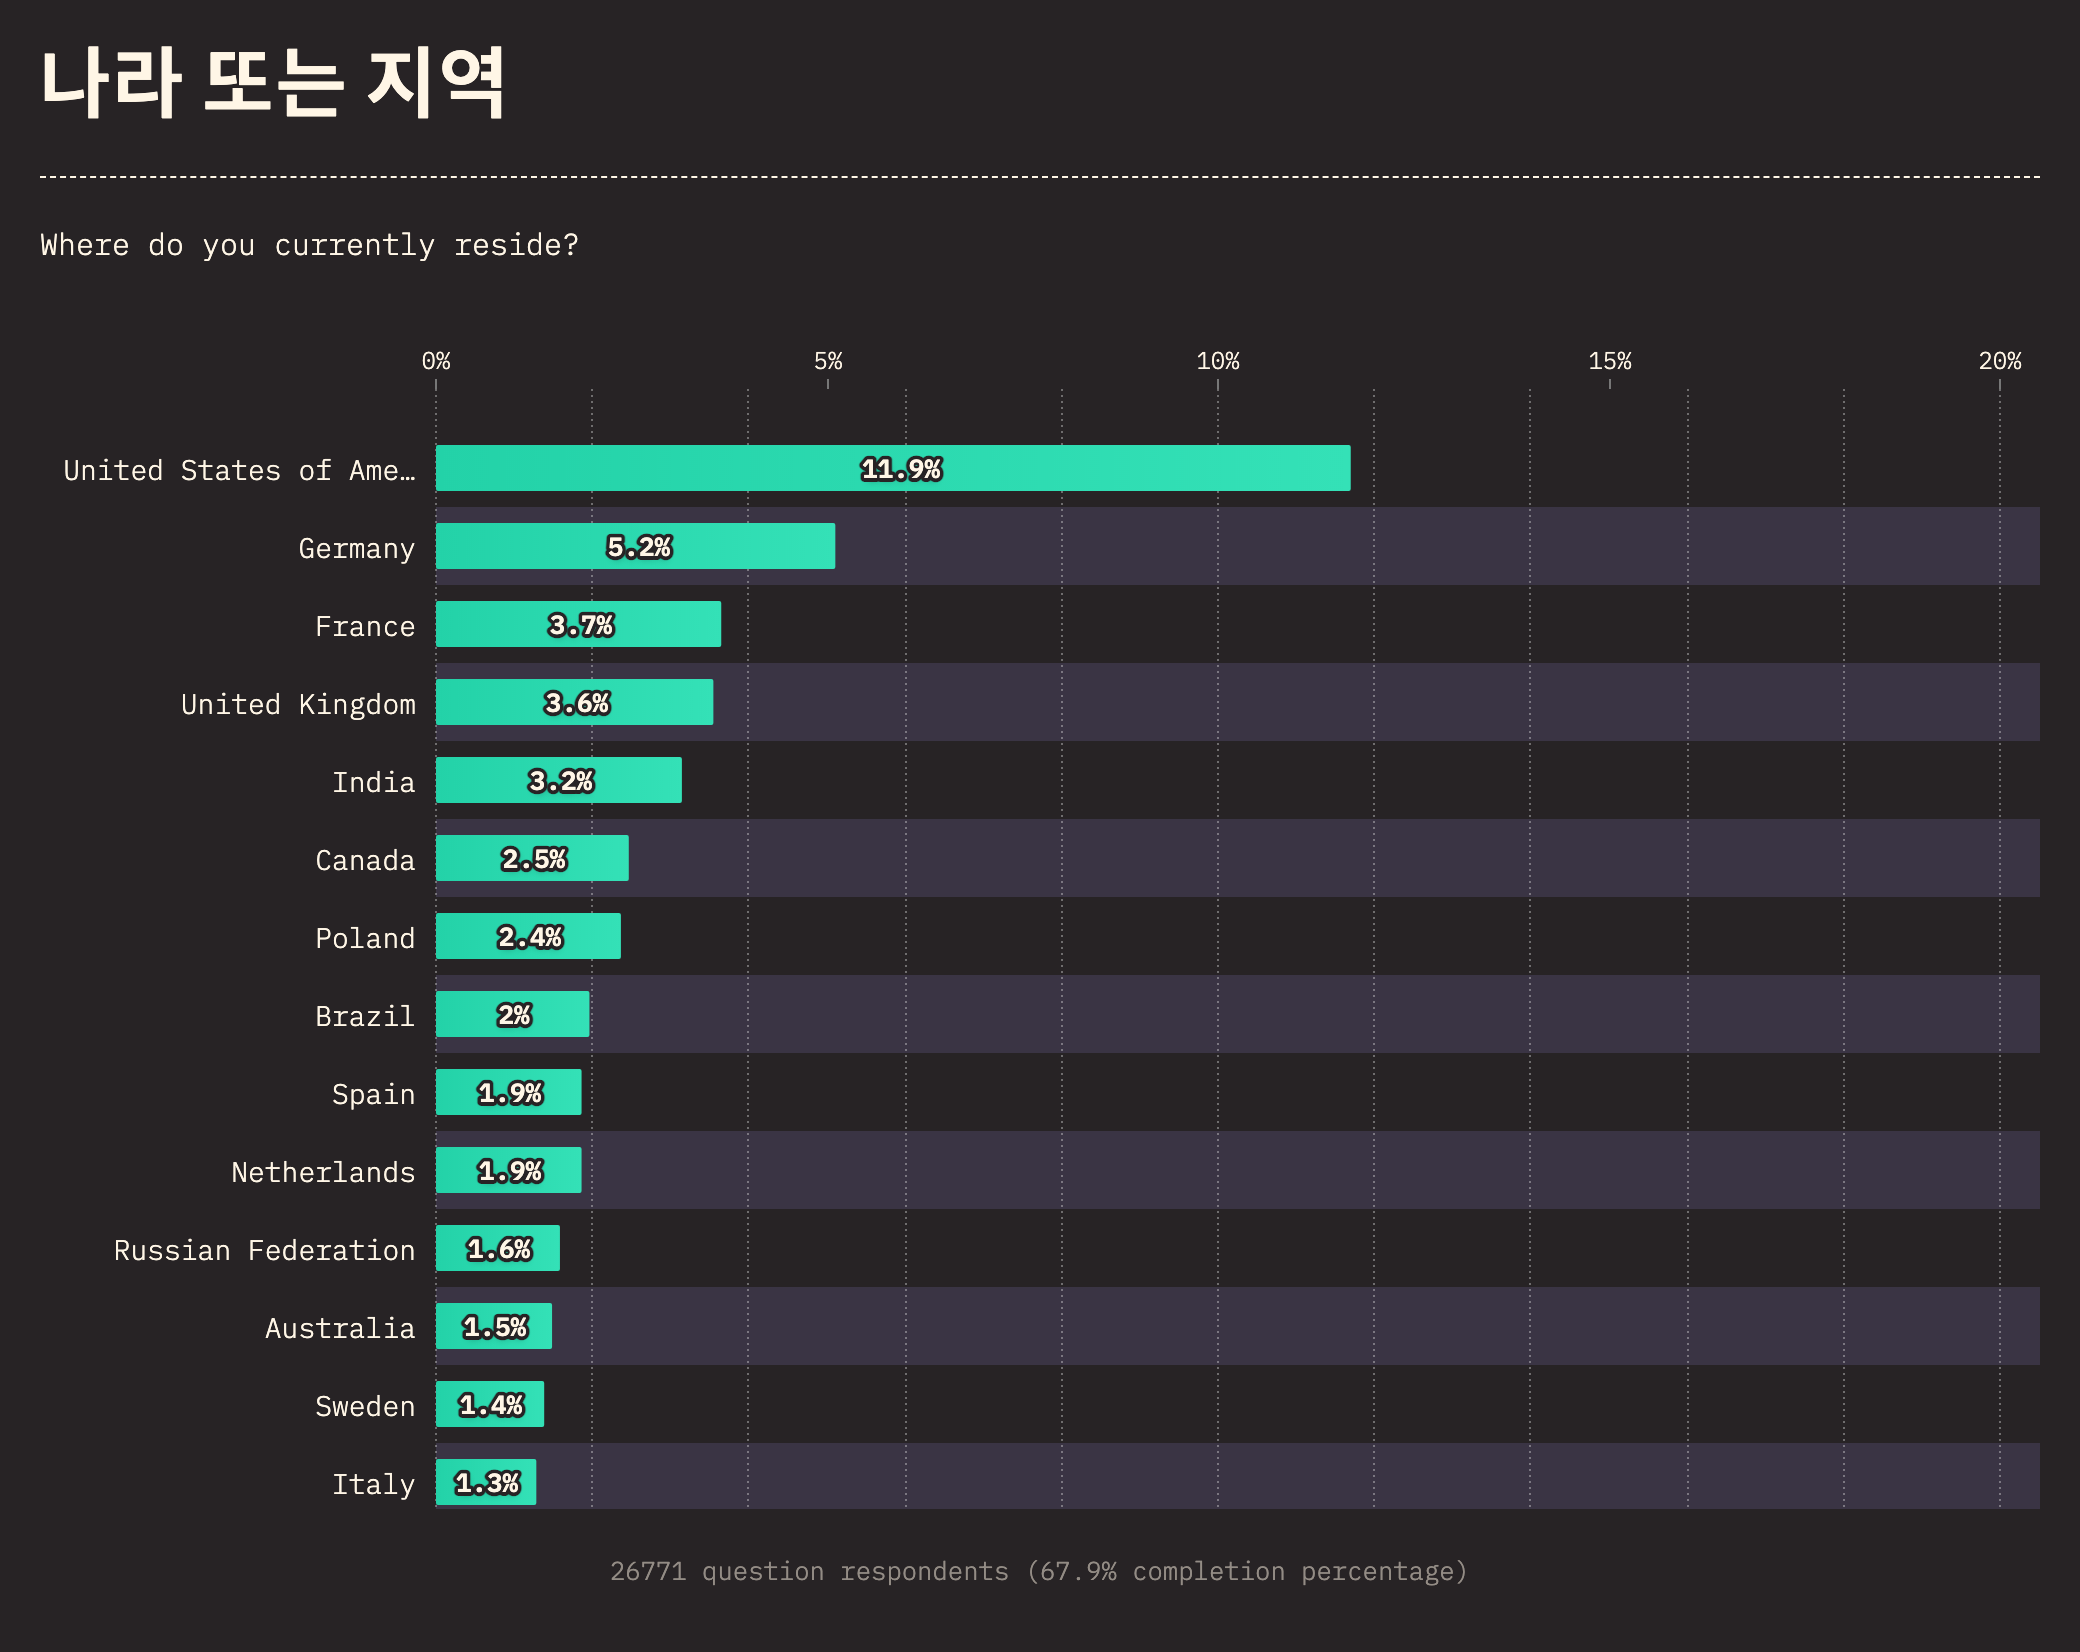 나라 또는 지역
Where do you currently reside?
0% 5% 10% 15% 20%
United States of Ame… 11.9%
Germany 5.2%
France 3.7%
United Kingdom 3.6%
India 3.2%
Canada 2.5%
Poland 2.4%
Brazil 2%
Spain 1.9%
Netherlands 1.9%
Russian Federation 1.6%
Australia 1.5%
Sweden 1.4%
Italy 1.3%
26771 question respondents (67.9% completion percentage)